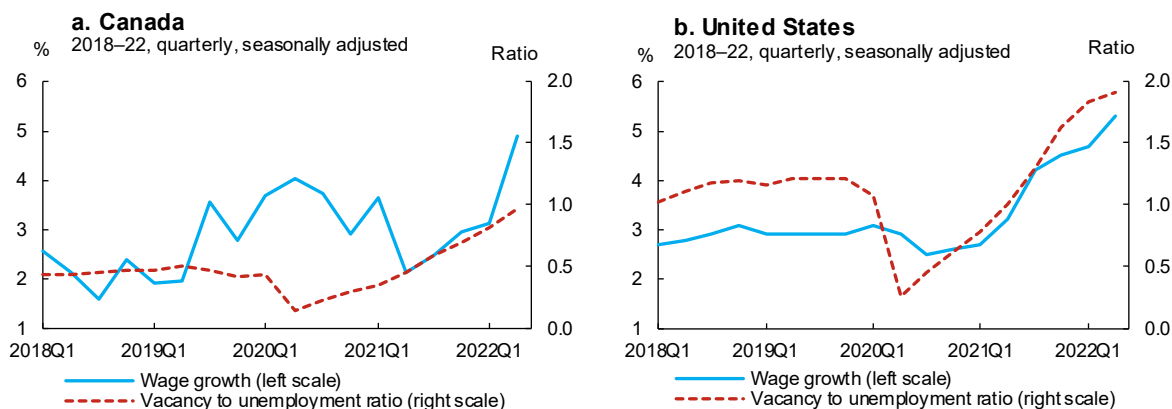 a. Canada
2018–22, quarterly, seasonally adjusted
%
Ratio
6
5
4
3
2
1
2.0
1.5
1.0
0.5
0.0
2018Q1 2019Q1 2020Q1 2021Q1 2022Q1
Wage growth (left scale)
Vacancy to unemployment ratio (right scale)
b. United States
2018–22, quarterly, seasonally adjusted
%
Ratio
6
5
4
3
2
1
2.0
1.5
1.0
0.5
0.0
2018Q1 2019Q1 2020Q1 2021Q1 2022Q1
Wage growth (left scale)
Vacancy to unemployment ratio (right scale)